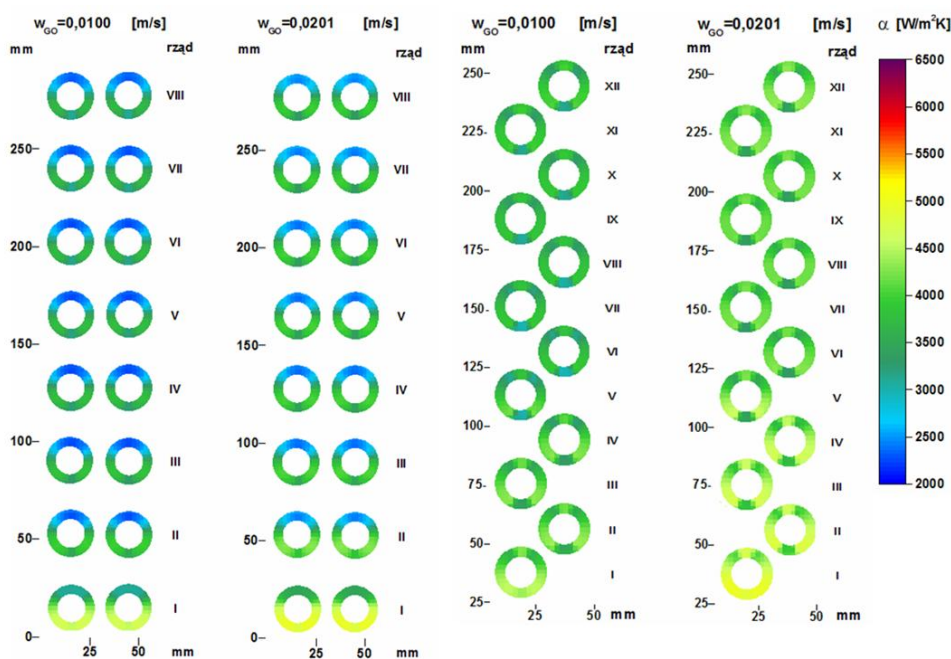 w_GO=0,0100 [m/s]
mm rząd
VIII
250
VII
VI
200
V
150
IV
100
III
II
50
I
0
25 50 mm
w_GO=0,0201 [m/s]
mm rząd
VIII
250
VII
VI
200
V
150
IV
100
III
II
50
I
0
25 50 mm
w_GO=0,0100 [m/s]
mm rząd
250
XII
225
XI
X
200
IX
175
VIII
150
VII
VI
125
V
100
IV
75
III
II
50
I
25
25 50 mm
w_GO=0,0201 [m/s]
mm rząd
250
XII
225
XI
X
200
IX
175
VIII
150
VII
VI
125
V
100
IV
75
III
II
50
I
25
25 50 mm
α [W/m²K]
6500
6000
5500
5000
4500
4000
3500
3000
2500
2000